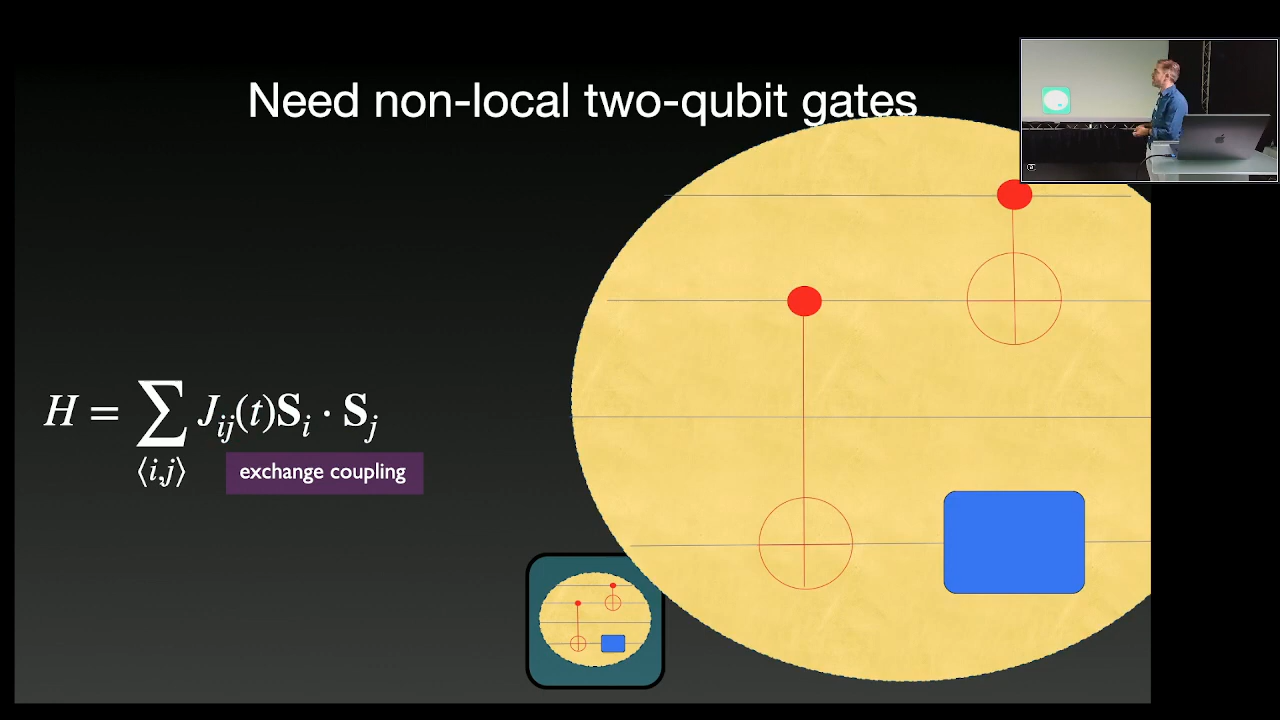 Need non-local two-qubit gates
H = ∑ J_{ij}(t) 𝐒_i · 𝐒_j
⟨i,j⟩
exchange coupling